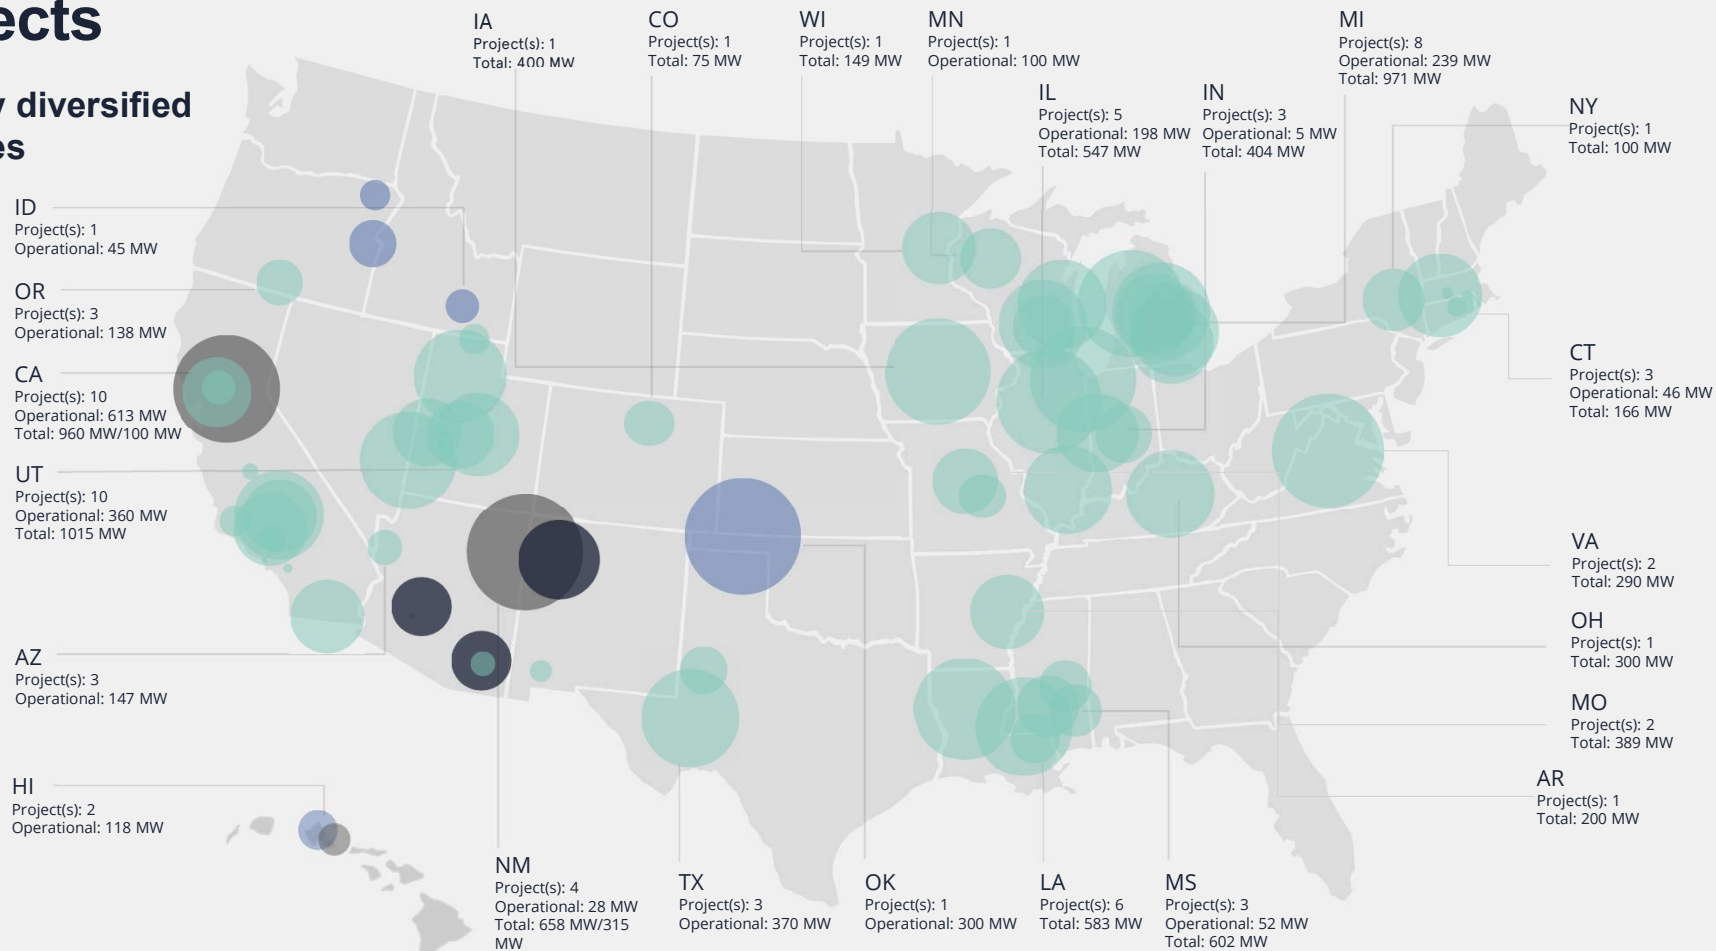 ects
y diversified
es
IA
Project(s): 1
Total: 400 MW
CO
Project(s): 1
Total: 75 MW
WI
Project(s): 1
Total: 149 MW
MN
Project(s): 1
Operational: 100 MW
MI
Project(s): 8
Operational: 239 MW
Total: 971 MW
IL
Project(s): 5
Operational: 198 MW
Total: 547 MW
IN
Project(s): 3
Operational: 5 MW
Total: 404 MW
NY
Project(s): 1
Total: 100 MW
ID
Project(s): 1
Operational: 45 MW
OR
Project(s): 3
Operational: 138 MW
CA
Project(s): 10
Operational: 613 MW
Total: 960 MW/100 MW
UT
Project(s): 10
Operational: 360 MW
Total: 1015 MW
AZ
Project(s): 3
Operational: 147 MW
HI
Project(s): 2
Operational: 118 MW
CT
Project(s): 3
Operational: 46 MW
Total: 166 MW
VA
Project(s): 2
Total: 290 MW
OH
Project(s): 1
Total: 300 MW
MO
Project(s): 2
Total: 389 MW
AR
Project(s): 1
Total: 200 MW
NM
Project(s): 4
Operational: 28 MW
Total: 658 MW/315
MW
TX
Project(s): 3
Operational: 370 MW
OK
Project(s): 1
Operational: 300 MW
LA
Project(s): 6
Total: 583 MW
MS
Project(s): 3
Operational: 52 MW
Total: 602 MW